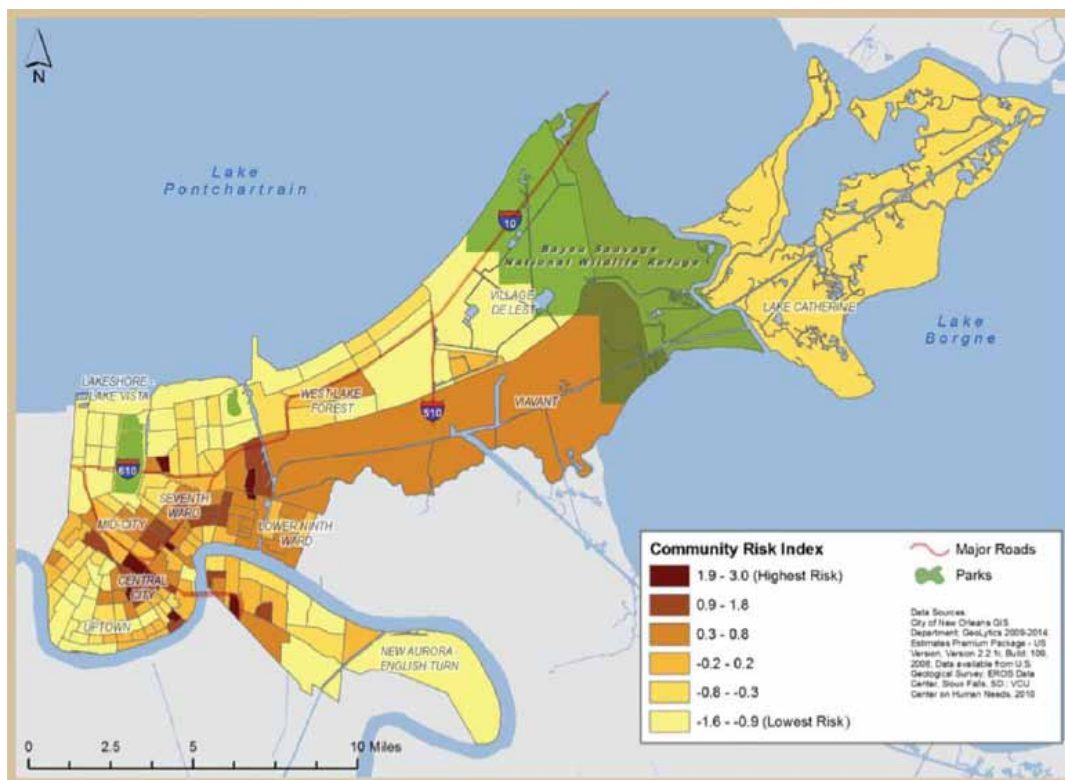 N
Lake
Pontchartrain
10
Bayou Sauvage
National Wildlife Refuge
VILLAGE
DE LEST
LAKE CATHERINE
Lake
Borgne
LAKESHORE -
LAKE VISTA
WEST LAKE
FOREST
510
VIAVANT
610
SEVENTH
WARD
MID-CITY
LOWER NINTH
WARD
CENTRAL
CITY
UPTOWN
NEW AURORA -
ENGLISH TURN
Community Risk Index
1.9 - 3.0 (Highest Risk)
0.9 - 1.8
0.3 - 0.8
-0.2 - 0.2
-0.8 - -0.3
-1.6 - -0.9 (Lowest Risk)
Major Roads
Parks
Data Sources
City of New Orleans GIS
Department; GeoLytics 2009-2014
Estimates Premium Package - US
Version, Version 2.2 Build: 109,
2008; Data available from U.S.
Geological Survey, EROS Data
Center, Sioux Falls, SD; VCU
Center on Human Needs, 2010
0 2.5 5 10 Miles